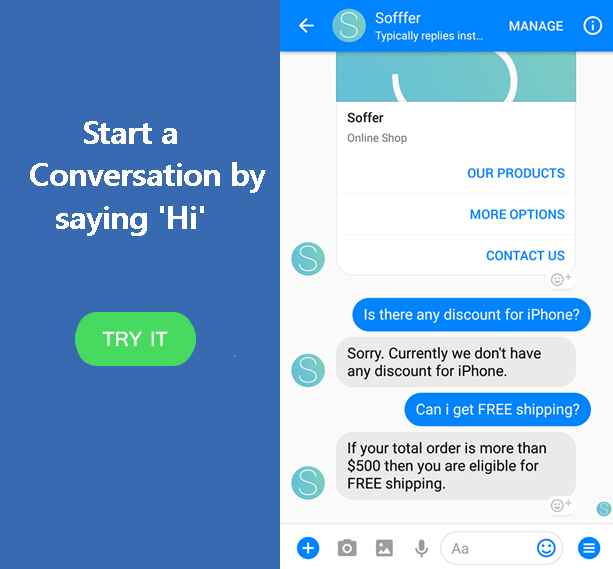 Start a
Conversation by
saying 'Hi'
TRY IT
Sofffer
Typically replies inst...
MANAGE
Soffer
Online Shop
OUR PRODUCTS
MORE OPTIONS
CONTACT US
Is there any discount for iPhone?
Sorry. Currently we don't have
any discount for iPhone.
Can i get FREE shipping?
If your total order is more than
$500 then you are eligible for
FREE shipping.
Aa